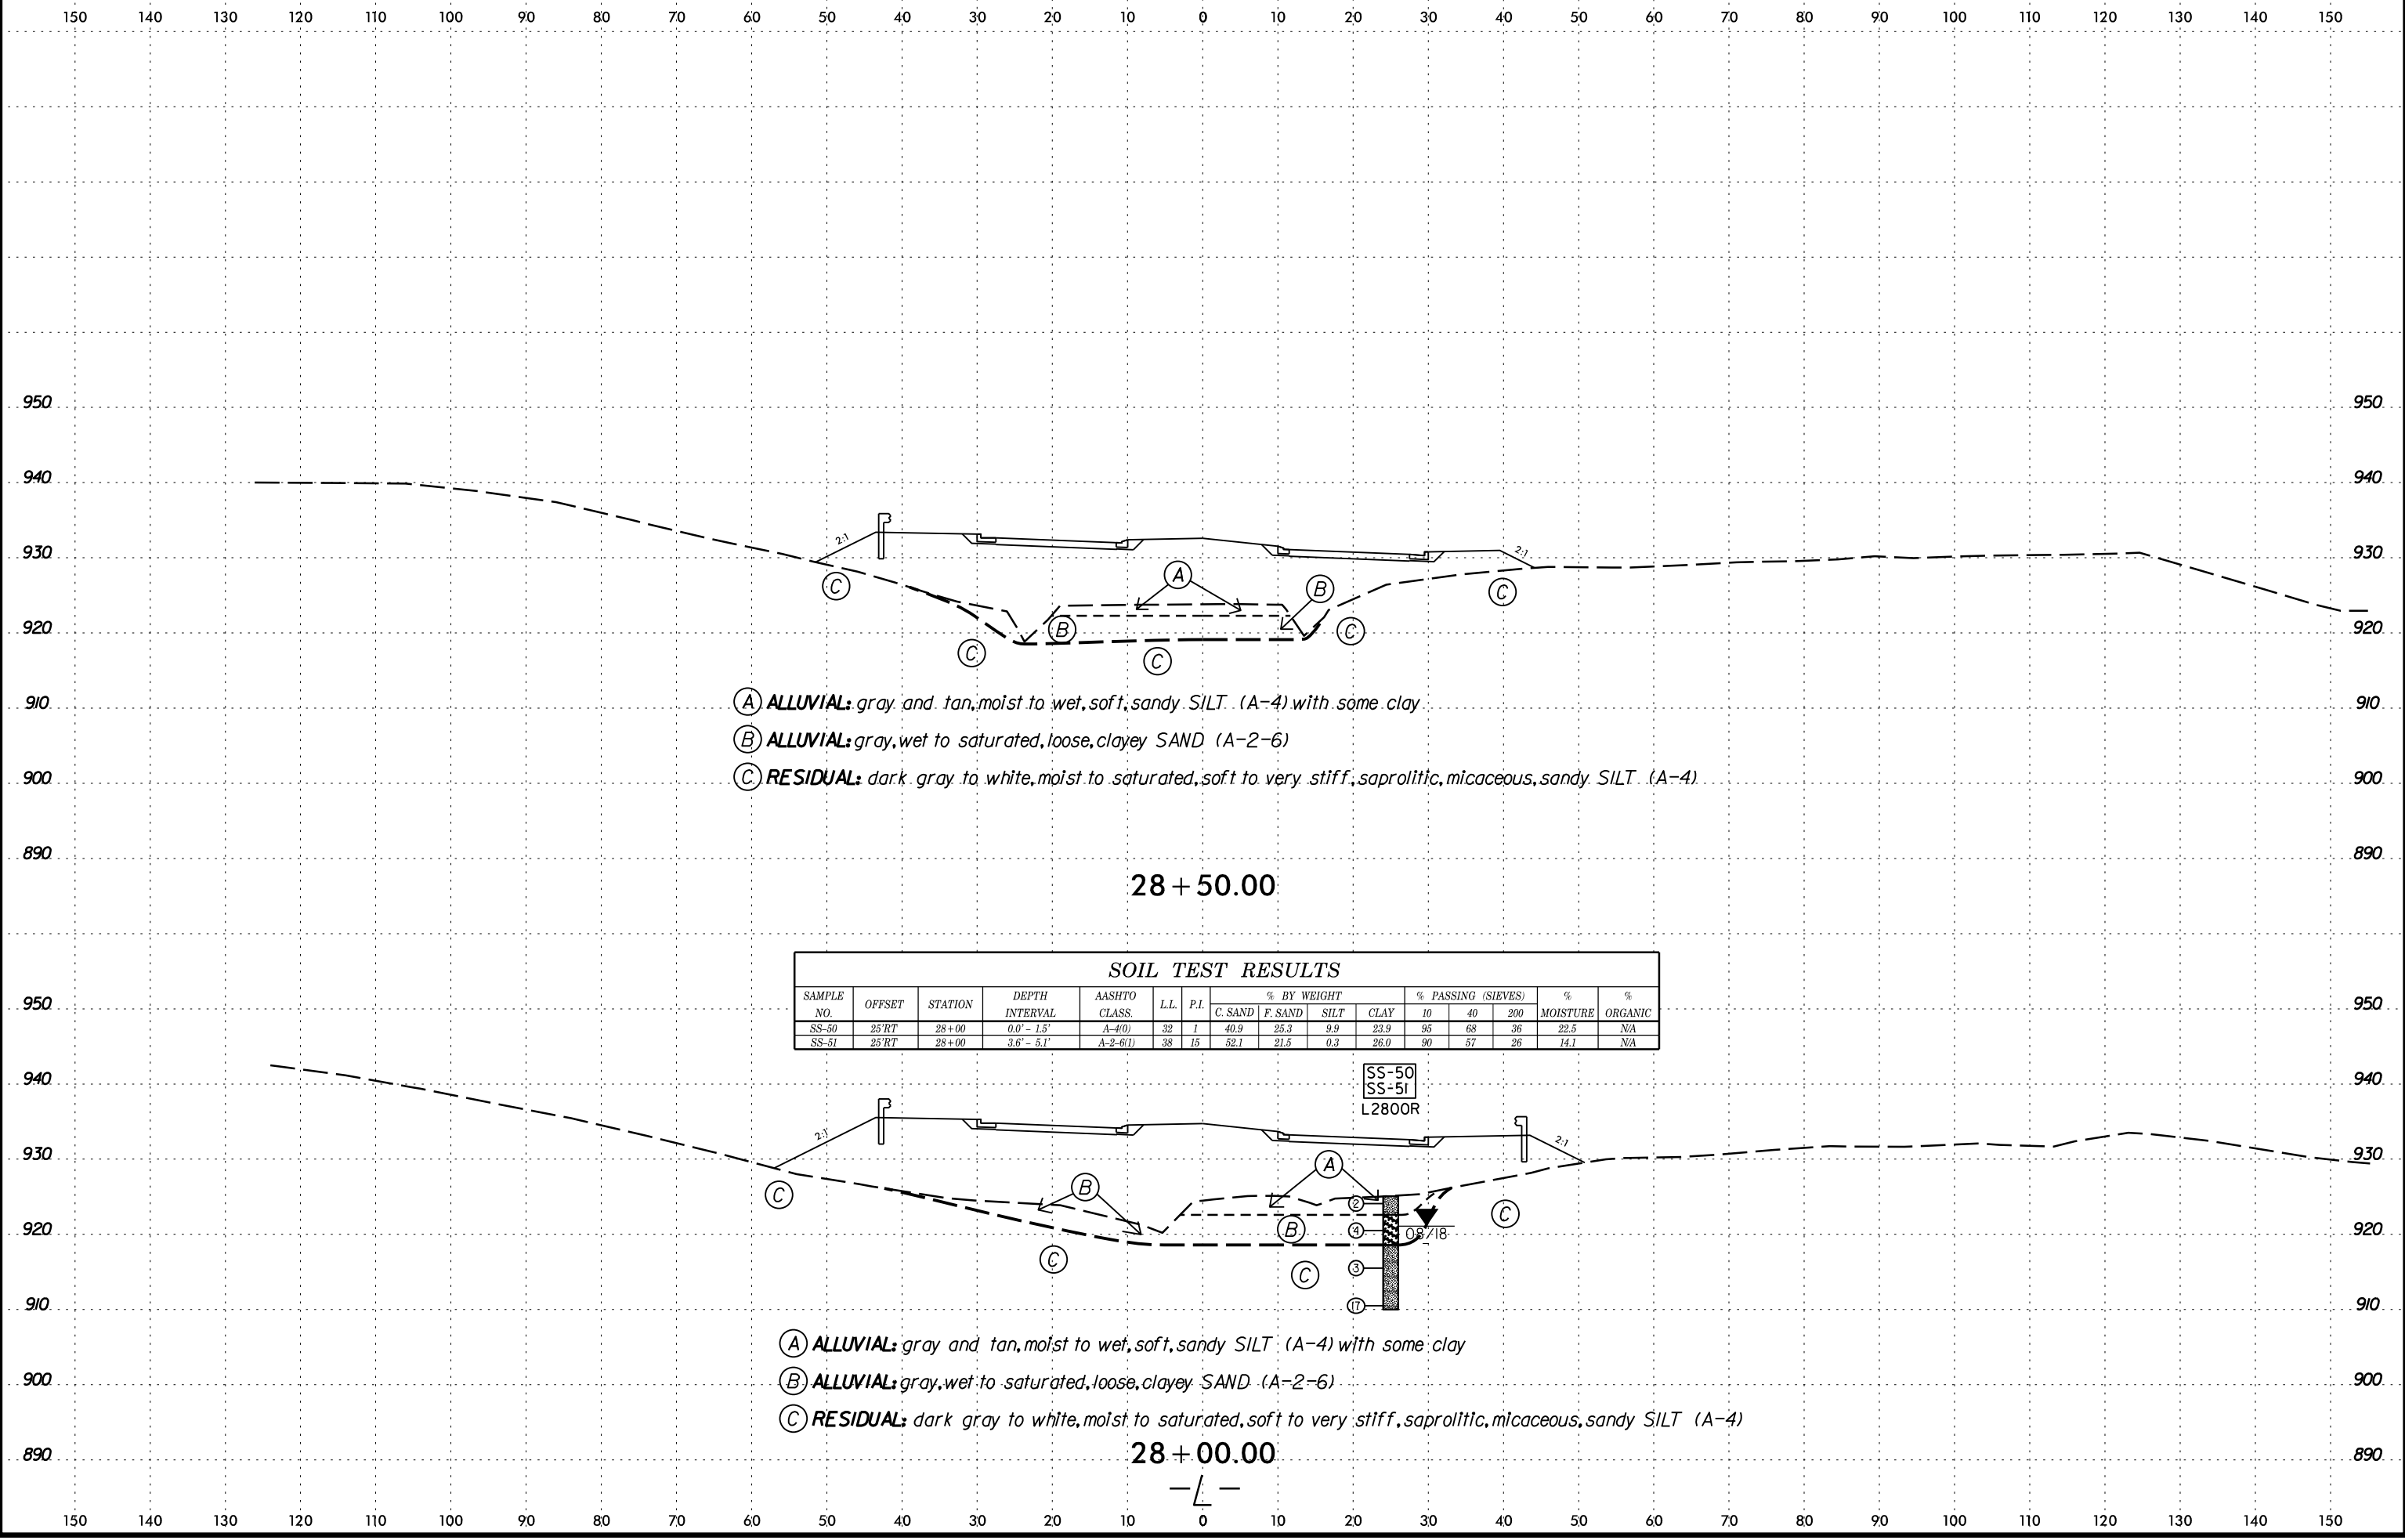 150 140 130 120 110 100 90 80 70 60 50 40 30 20 10 0 10 20 30 40 50 60 70 80 90 100 110 120 130 140 150
950 950
940 940
2:1 2:1
930 930
A
C B C
920 B C 920
C C
910 A ALLUVIAL: gray and tan, moist to wet, soft, sandy SILT (A-4) with some clay 910
B ALLUVIAL: gray, wet to saturated, loose, clayey SAND (A-2-6)
900 C RESIDUAL: dark gray to white, moist to saturated, soft to very stiff, saprolitic, micaceous, sandy SILT (A-4) 900
890 890
28+50.00
SOIL TEST RESULTS
SAMPLE NO. OFFSET STATION DEPTH INTERVAL AASHTO CLASS. L.L. P.I. % BY WEIGHT % PASSING (SIEVES) % MOISTURE % ORGANIC
C. SAND F. SAND SILT CLAY 10 40 200
SS-50 25'RT 28+00 0.0' - 1.5' A-4(0) 32 1 40.9 25.3 9.9 23.9 95 68 36 22.5 N/A
SS-51 25'RT 28+00 3.6' - 5.1' A-2-6(1) 38 15 52.1 21.5 0.3 26.0 90 57 26 14.1 N/A
950 950
SS-50
SS-51
940 940
L2800R
2:1 2:1
930 930
A
C B 2 C
920 B 4 08/18 920
C C 3
910 17 910
A ALLUVIAL: gray and tan, moist to wet, soft, sandy SILT (A-4) with some clay
900 B ALLUVIAL: gray, wet to saturated, loose, clayey SAND (A-2-6) 900
C RESIDUAL: dark gray to white, moist to saturated, soft to very stiff, saprolitic, micaceous, sandy SILT (A-4)
890 28+00.00 890
-L-
150 140 130 120 110 100 90 80 70 60 50 40 30 20 10 0 10 20 30 40 50 60 70 80 90 100 110 120 130 140 150